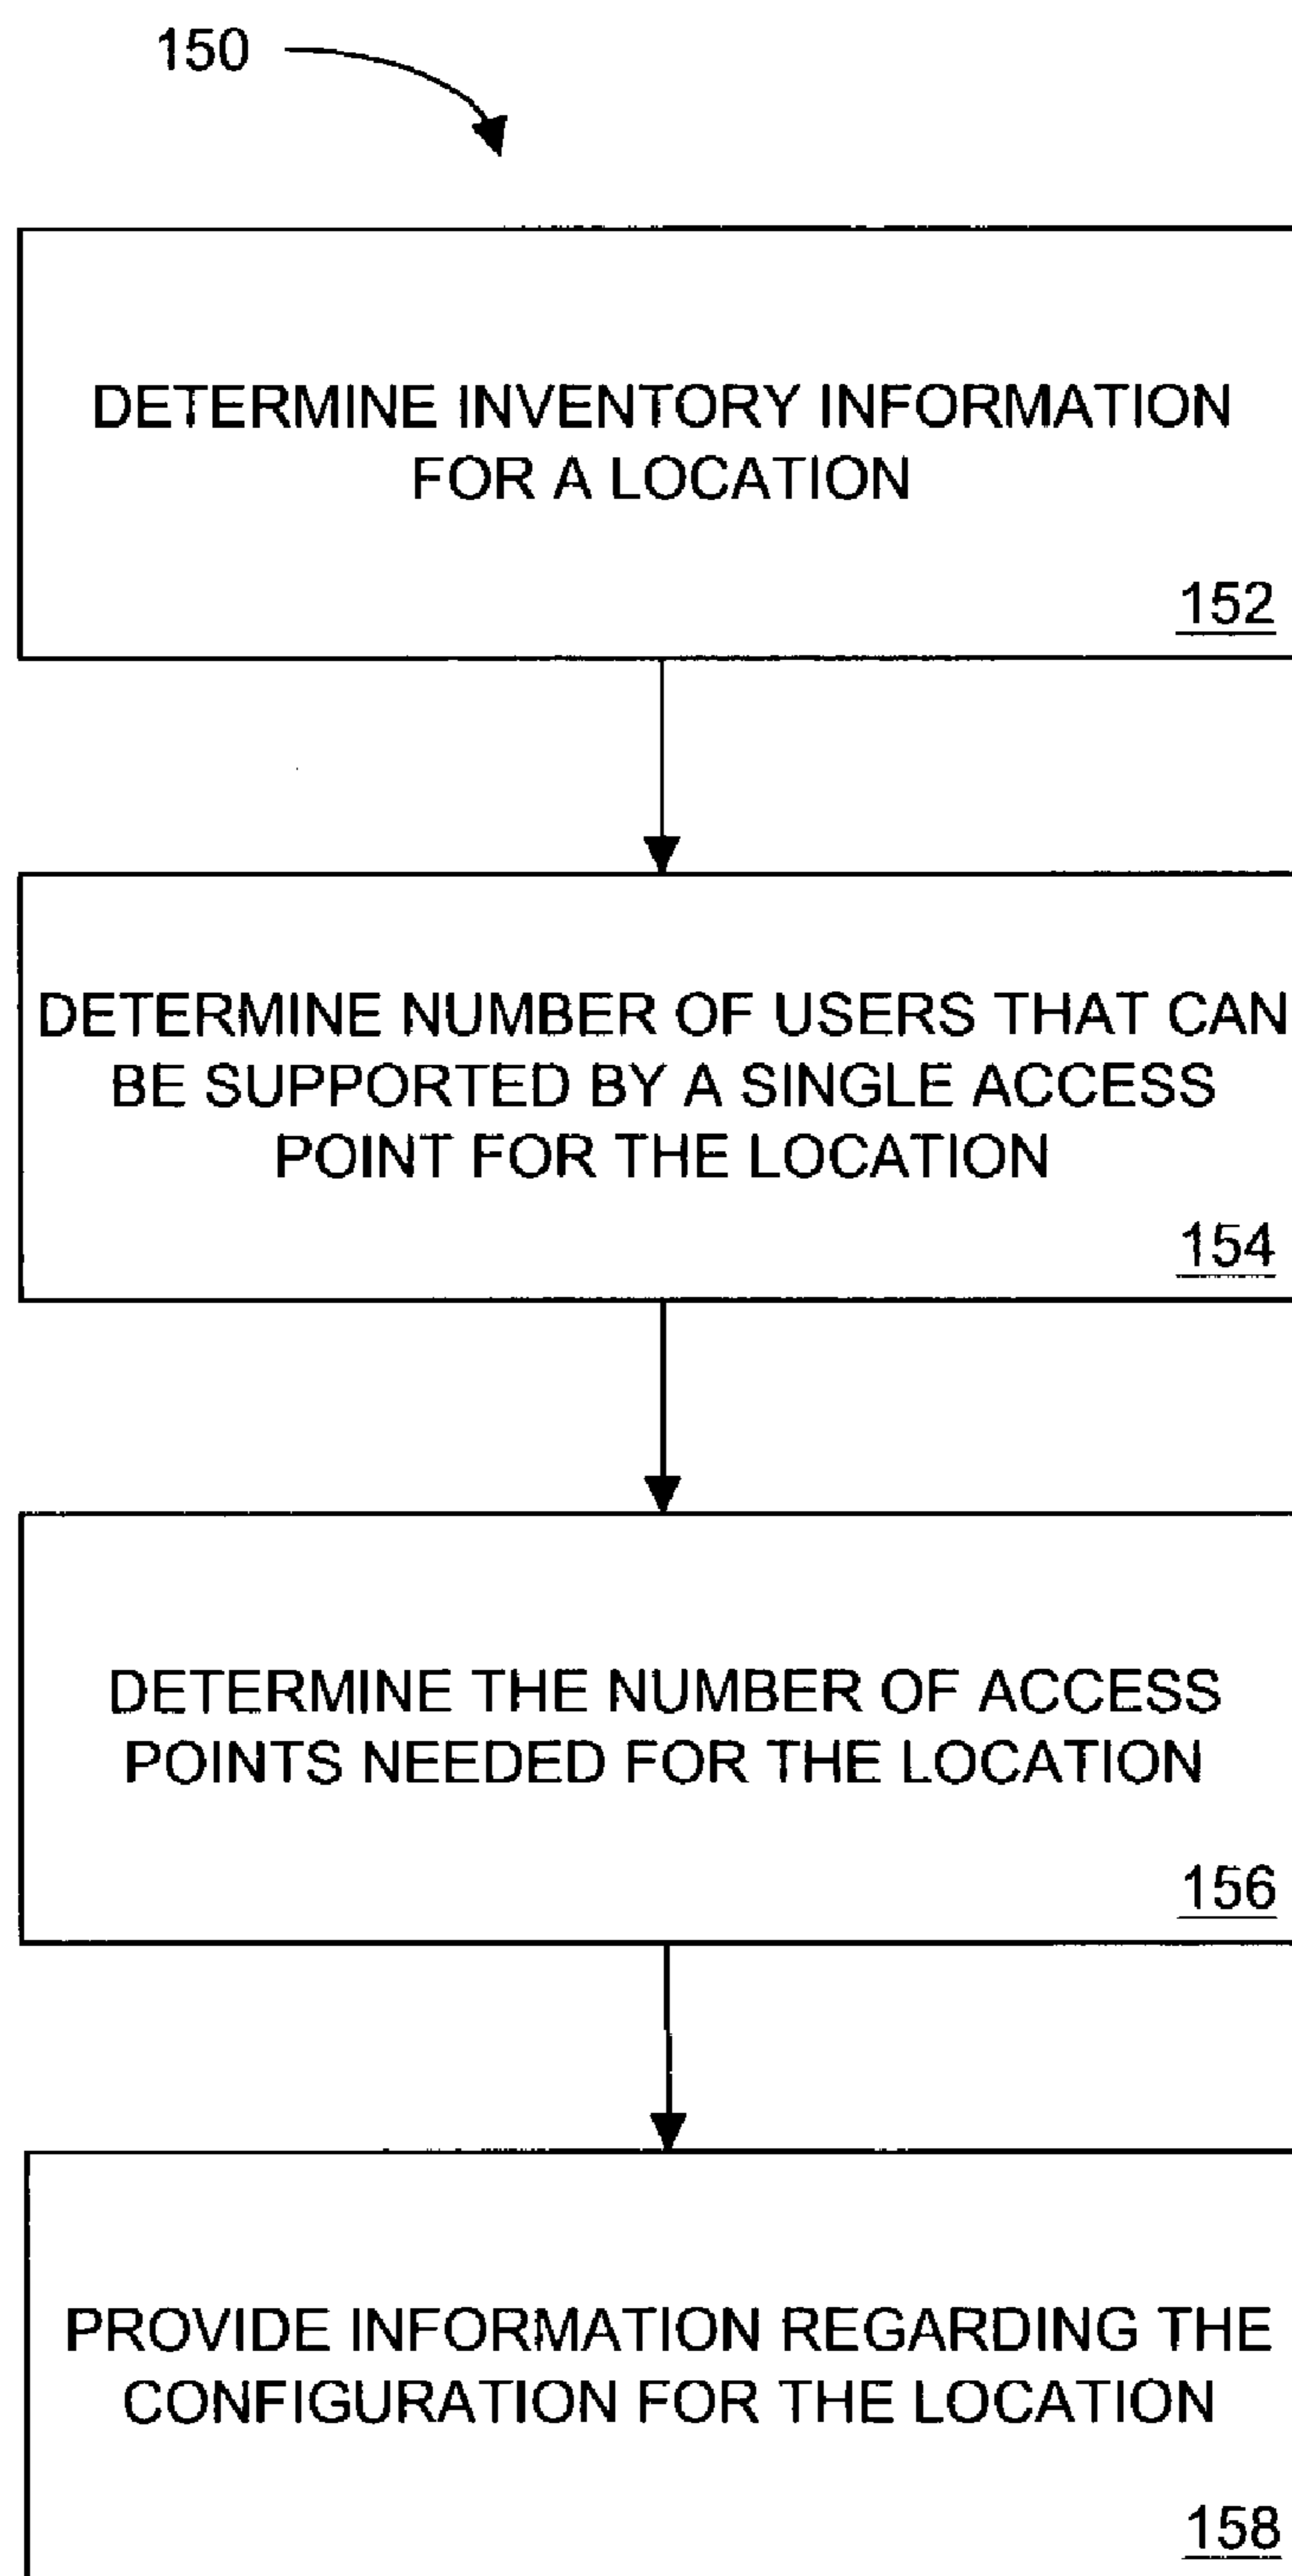 150
DETERMINE INVENTORY INFORMATION
FOR A LOCATION
152
DETERMINE NUMBER OF USERS THAT CAN
BE SUPPORTED BY A SINGLE ACCESS
POINT FOR THE LOCATION
154
DETERMINE THE NUMBER OF ACCESS
POINTS NEEDED FOR THE LOCATION
156
PROVIDE INFORMATION REGARDING THE
CONFIGURATION FOR THE LOCATION
158